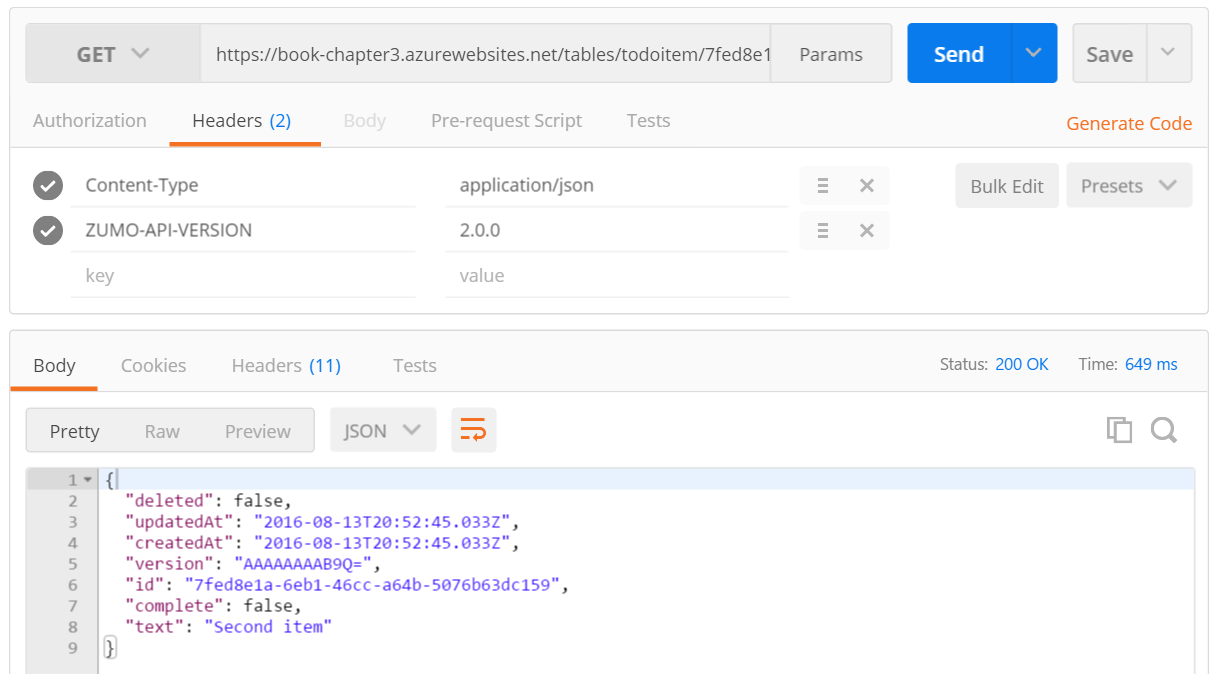 GET https://book-chapter3.azurewebsites.net/tables/todoitem/7fed8e1 Params Send Save
Authorization Headers (2) Body Pre-request Script Tests Generate Code
Content-Type application/json Bulk Edit Presets
ZUMO-API-VERSION 2.0.0
key value
Body Cookies Headers (11) Tests Status: 200 OK Time: 649 ms
Pretty Raw Preview JSON
1 {
2 "deleted": false,
3 "updatedAt": "2016-08-13T20:52:45.033Z",
4 "createdAt": "2016-08-13T20:52:45.033Z",
5 "version": "AAAAAAAAB9Q=",
6 "id": "7fed8e1a-6eb1-46cc-a64b-5076b63dc159",
7 "complete": false,
8 "text": "Second item"
9 }